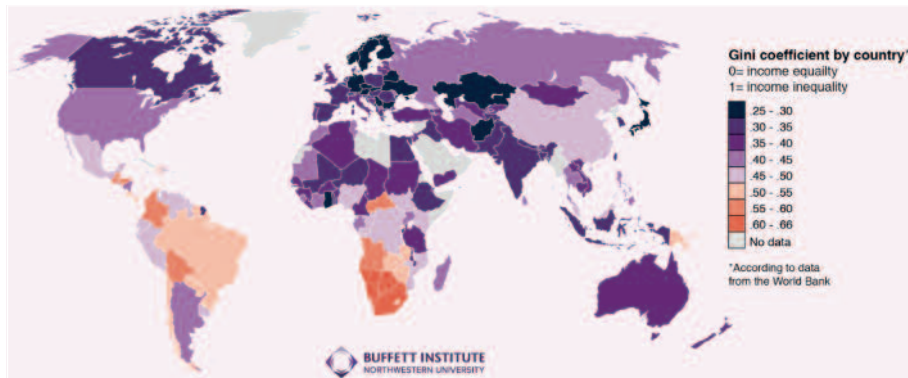 Gini coefficient by country*
0= income equailty
1= income inequality
.25 - .30
.30 - .35
.35 - .40
.40 - .45
.45 - .50
.50 - .55
.55 - .60
.60 - .66
No data
*According to data
from the World Bank
BUFFETT INSTITUTE
NORTHWESTERN UNIVERSITY